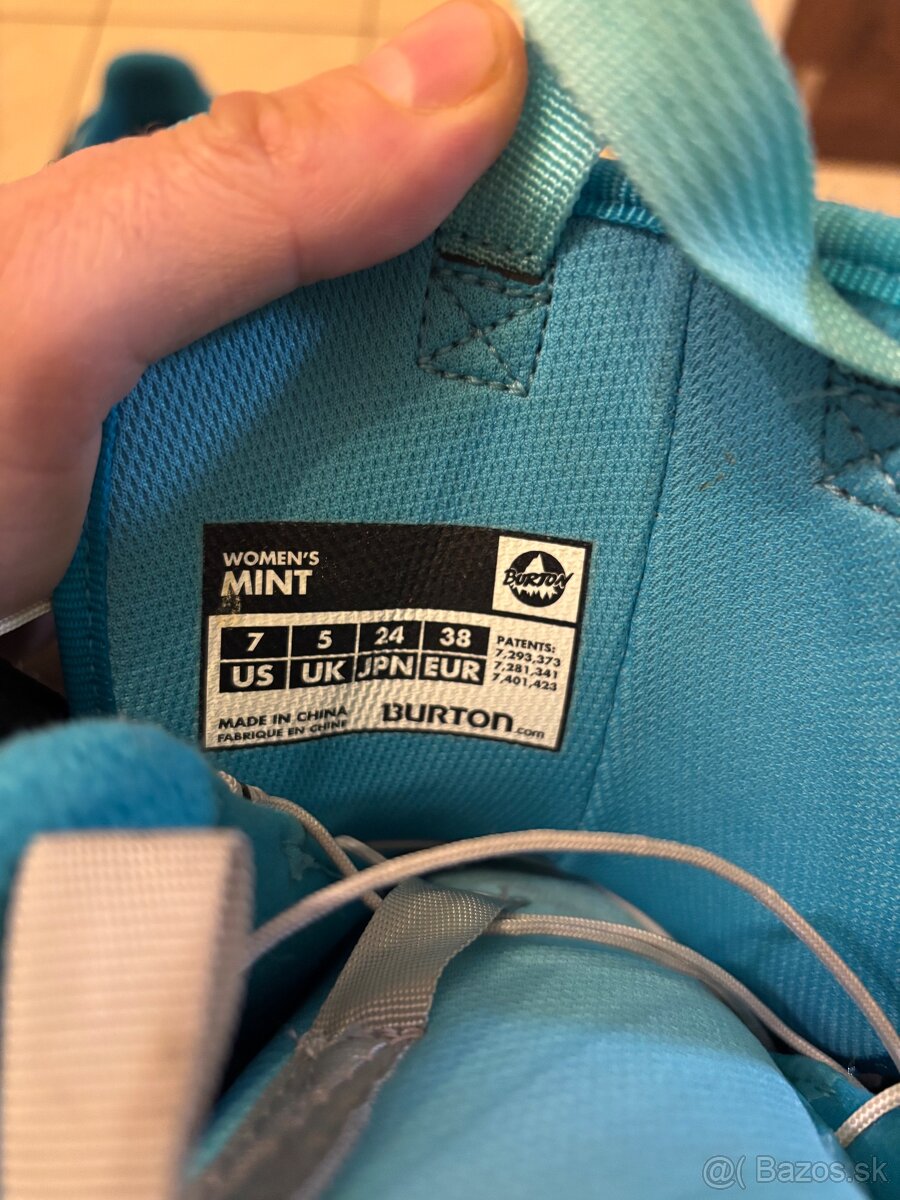 WOMEN'S
MINT
BURTON
7 5 24 38
US UK JPN EUR
PATENTS:
7,293,373
7,281,341
7,401,423
MADE IN CHINA
FABRIQUE EN CHINE
BURTON.com
@( Bazos.sk